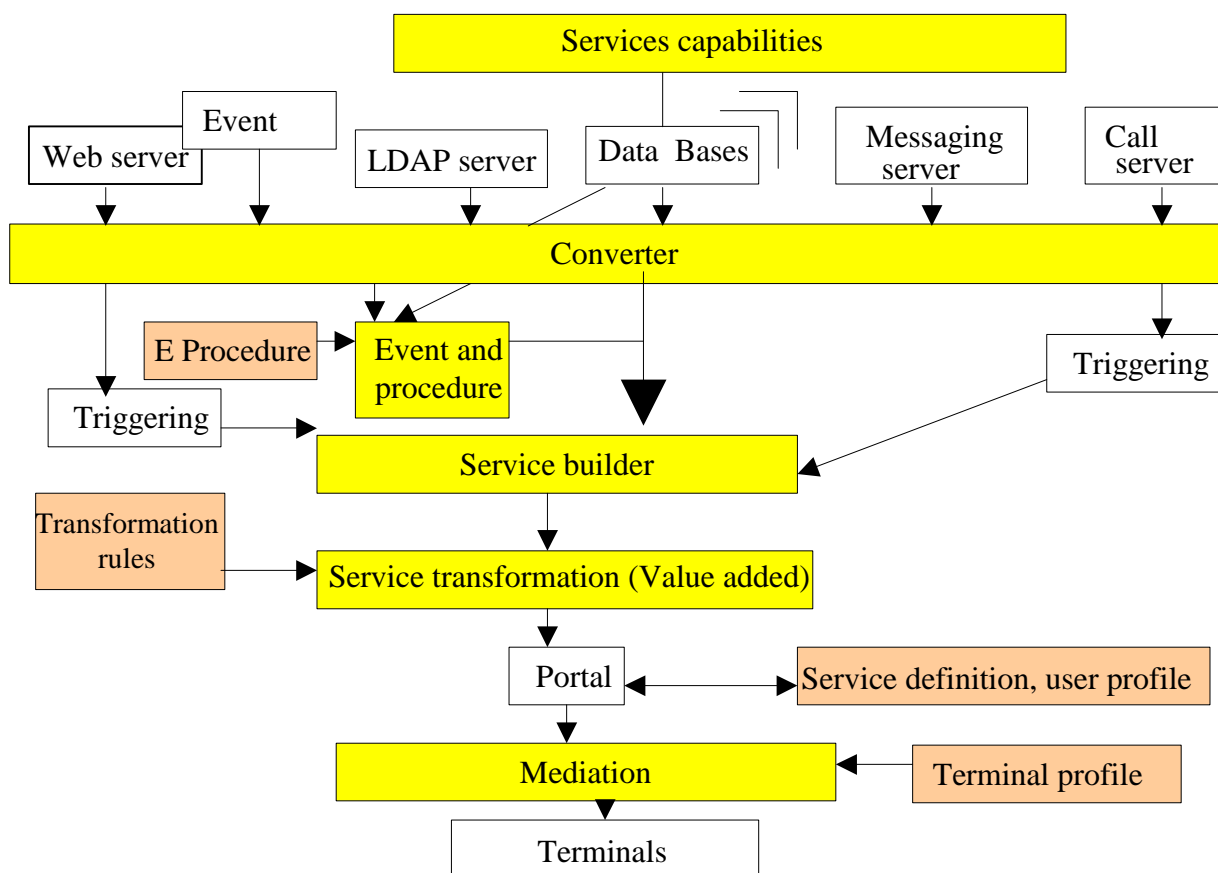 Services capabilities
Event
Web server
LDAP server
Data Bases
Messaging
server
Call
server
Converter
E Procedure
Event and
procedure
Triggering
Triggering
Service builder
Transformation
rules
Service transformation (Value added)
Portal
Service definition, user profile
Mediation
Terminal profile
Terminals